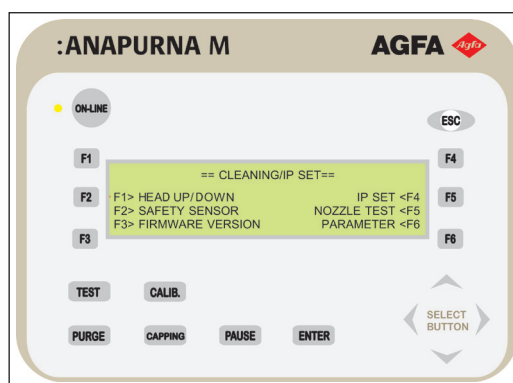 :ANAPURNA M
AGFA
Agfa
ON-LINE
ESC
F1
F4
== CLEANING/IP SET==
F2
F1> HEAD UP/DOWN
IP SET <F4
F5
F2> SAFETY SENSOR
NOZZLE TEST <F5
F3
F3> FIRMWARE VERSION
PARAMETER <F6
F6
TEST
CALIB.
SELECT
BUTTON
PURGE
CAPPING
PAUSE
ENTER